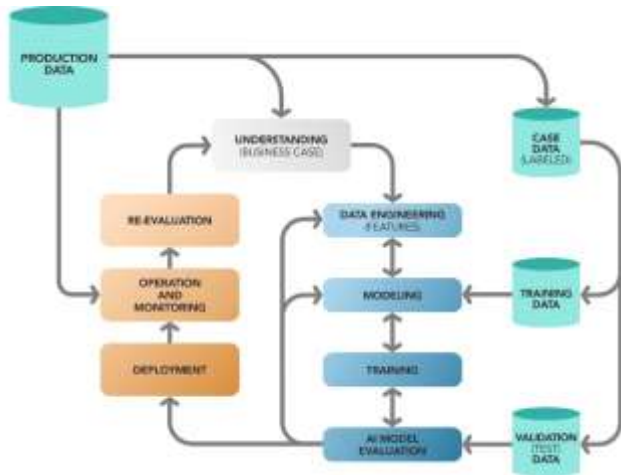 PRODUCTION
DATA
UNDERSTANDING
(BUSINESS CASE)
CASE
DATA
(LABELED)
RE-EVALUATION
DATA ENGINEERING
(FEATURES)
OPERATION
AND
MONITORING
MODELING
TRAINING
DATA
DEPLOYMENT
TRAINING
AI MODEL
EVALUATION
VALIDATION
(TEST)
DATA